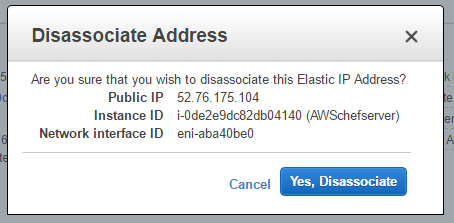 Disassociate Address
Are you sure that you wish to disassociate this Elastic IP Address?
Public IP 52.76.175.104
Instance ID i-0de2e9dc82db04140 (AWSchefserver)
Network interface ID eni-aba40be0
Cancel Yes, Disassociate